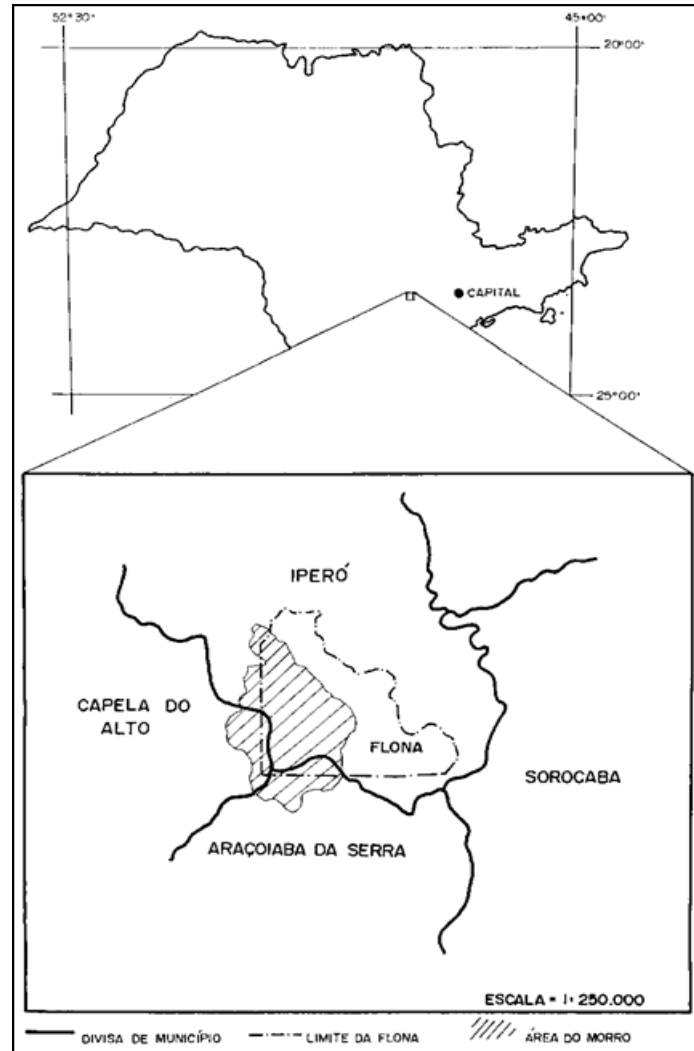 52°30'
45°00'
20°00'
CAPITAL
25°00'
IPERÓ
CAPELA DO
ALTO
FLONA
SOROCABA
ARAÇOIABA DA SERRA
ESCALA = 1:250.000
DIVISA DE MUNICÍPIO
LIMITE DA FLONA
ÁREA DO MORRO